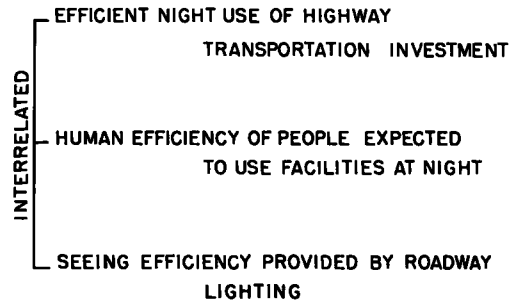 INTERRELATED
EFFICIENT NIGHT USE OF HIGHWAY
TRANSPORTATION INVESTMENT
HUMAN EFFICIENCY OF PEOPLE EXPECTED
TO USE FACILITIES AT NIGHT
SEEING EFFICIENCY PROVIDED BY ROADWAY
LIGHTING